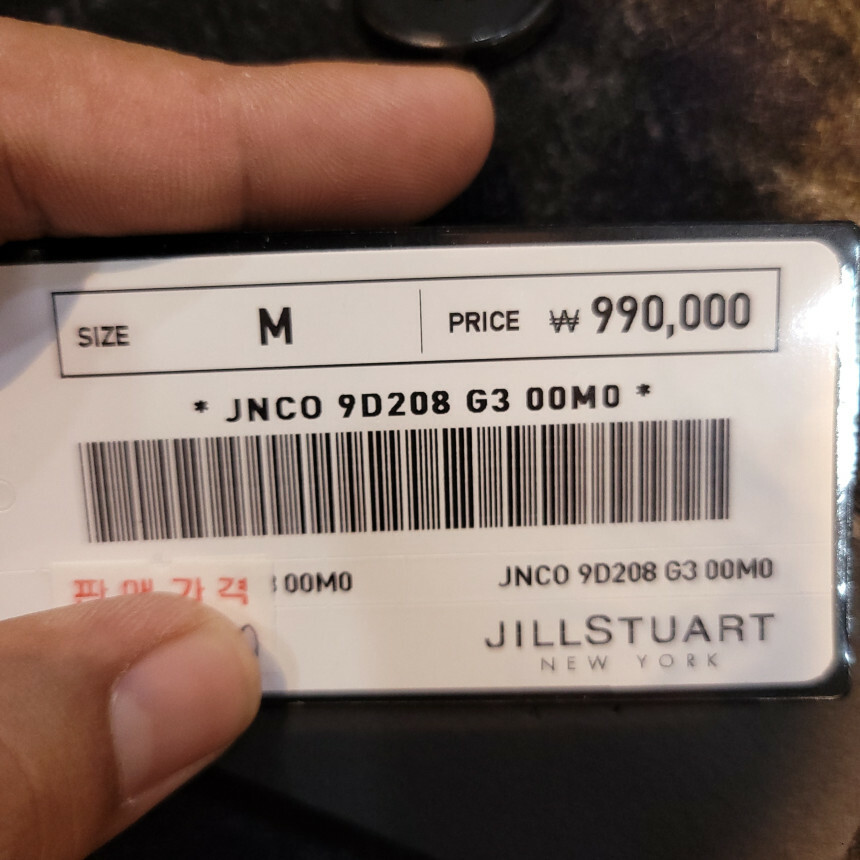 SIZE M PRICE ₩ 990,000
* JNCO 9D208 G3 00M0 *
00M0 JNCO 9D208 G3 00M0
판매가격
JILLSTUART
NEW YORK